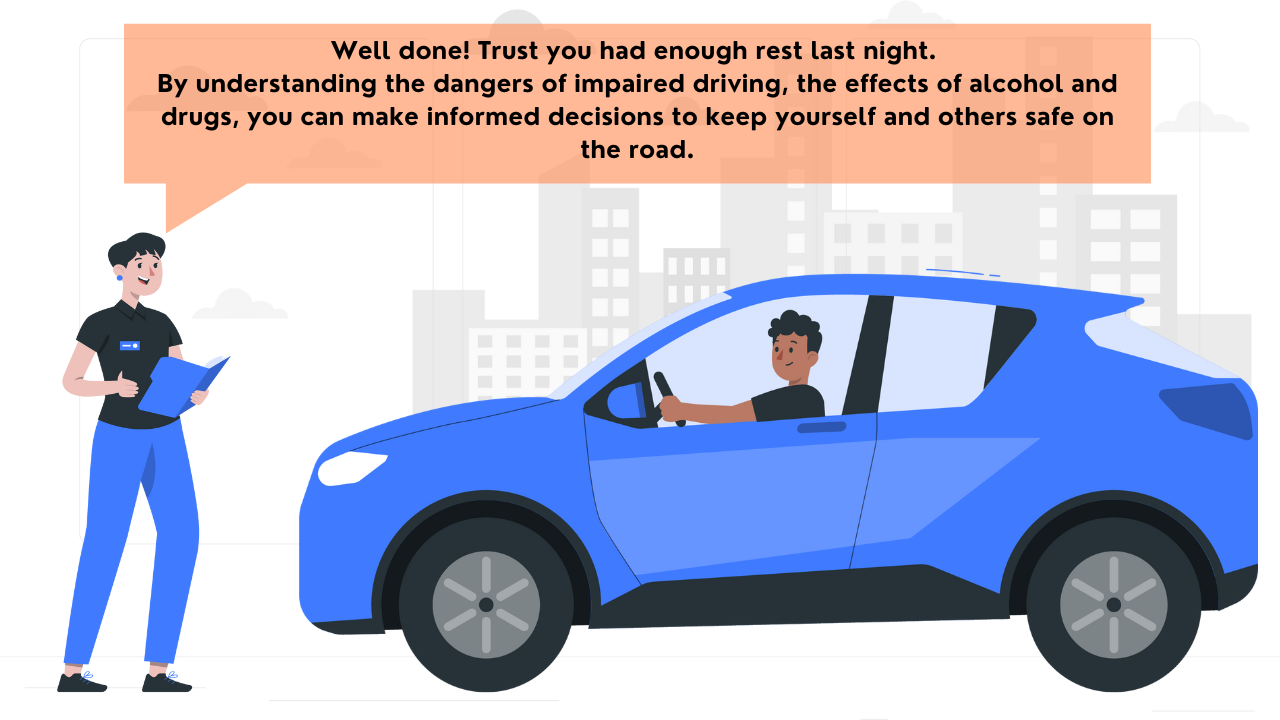 Well done! Trust you had enough rest last night.
By understanding the dangers of impaired driving, the effects of alcohol and
drugs, you can make informed decisions to keep yourself and others safe on
the road.